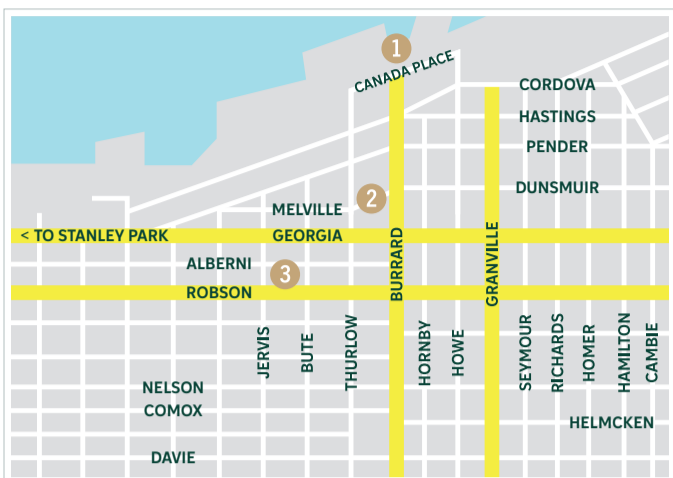 1
CANADA PLACE
CORDOVA
HASTINGS
PENDER
DUNSMUIR
2
MELVILLE
< TO STANLEY PARK
GEORGIA
BURRARD
GRANVILLE
ALBERNI
3
ROBSON
JERVIS
BUTE
THURLOW
HORNBY
HOWE
SEYMOUR
RICHARDS
HOMER
HAMILTON
CAMBIE
NELSON
COMOX
HELMCKEN
DAVIE